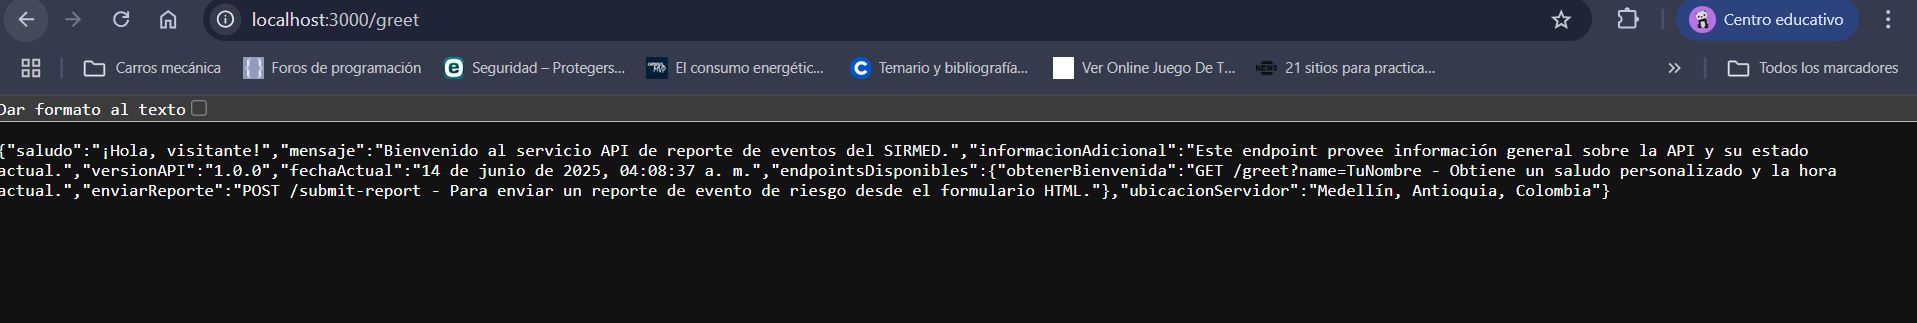 localhost:3000/greet
Centro educativo
Carros mecánica
Foros de programación
Seguridad – Protegers...
El consumo energétic...
Temario y bibliografía...
Ver Online Juego De T...
21 sitios para practica...
Todos los marcadores
Dar formato al texto
{"saludo":"¡Hola, visitante!","mensaje":"Bienvenido al servicio API de reporte de eventos del SIRMED.","informacionAdicional":"Este endpoint provee información general sobre la API y su estado
actual.","versionAPI":"1.0.0","fechaActual":"14 de junio de 2025, 04:08:37 a. m.","endpointsDisponibles":{"obtenerBienvenida":"GET /greet?name=TuNombre - Obtiene un saludo personalizado y la hora
actual.","enviarReporte":"POST /submit-report - Para enviar un reporte de evento de riesgo desde el formulario HTML."},"ubicacionServidor":"Medellín, Antioquia, Colombia"}